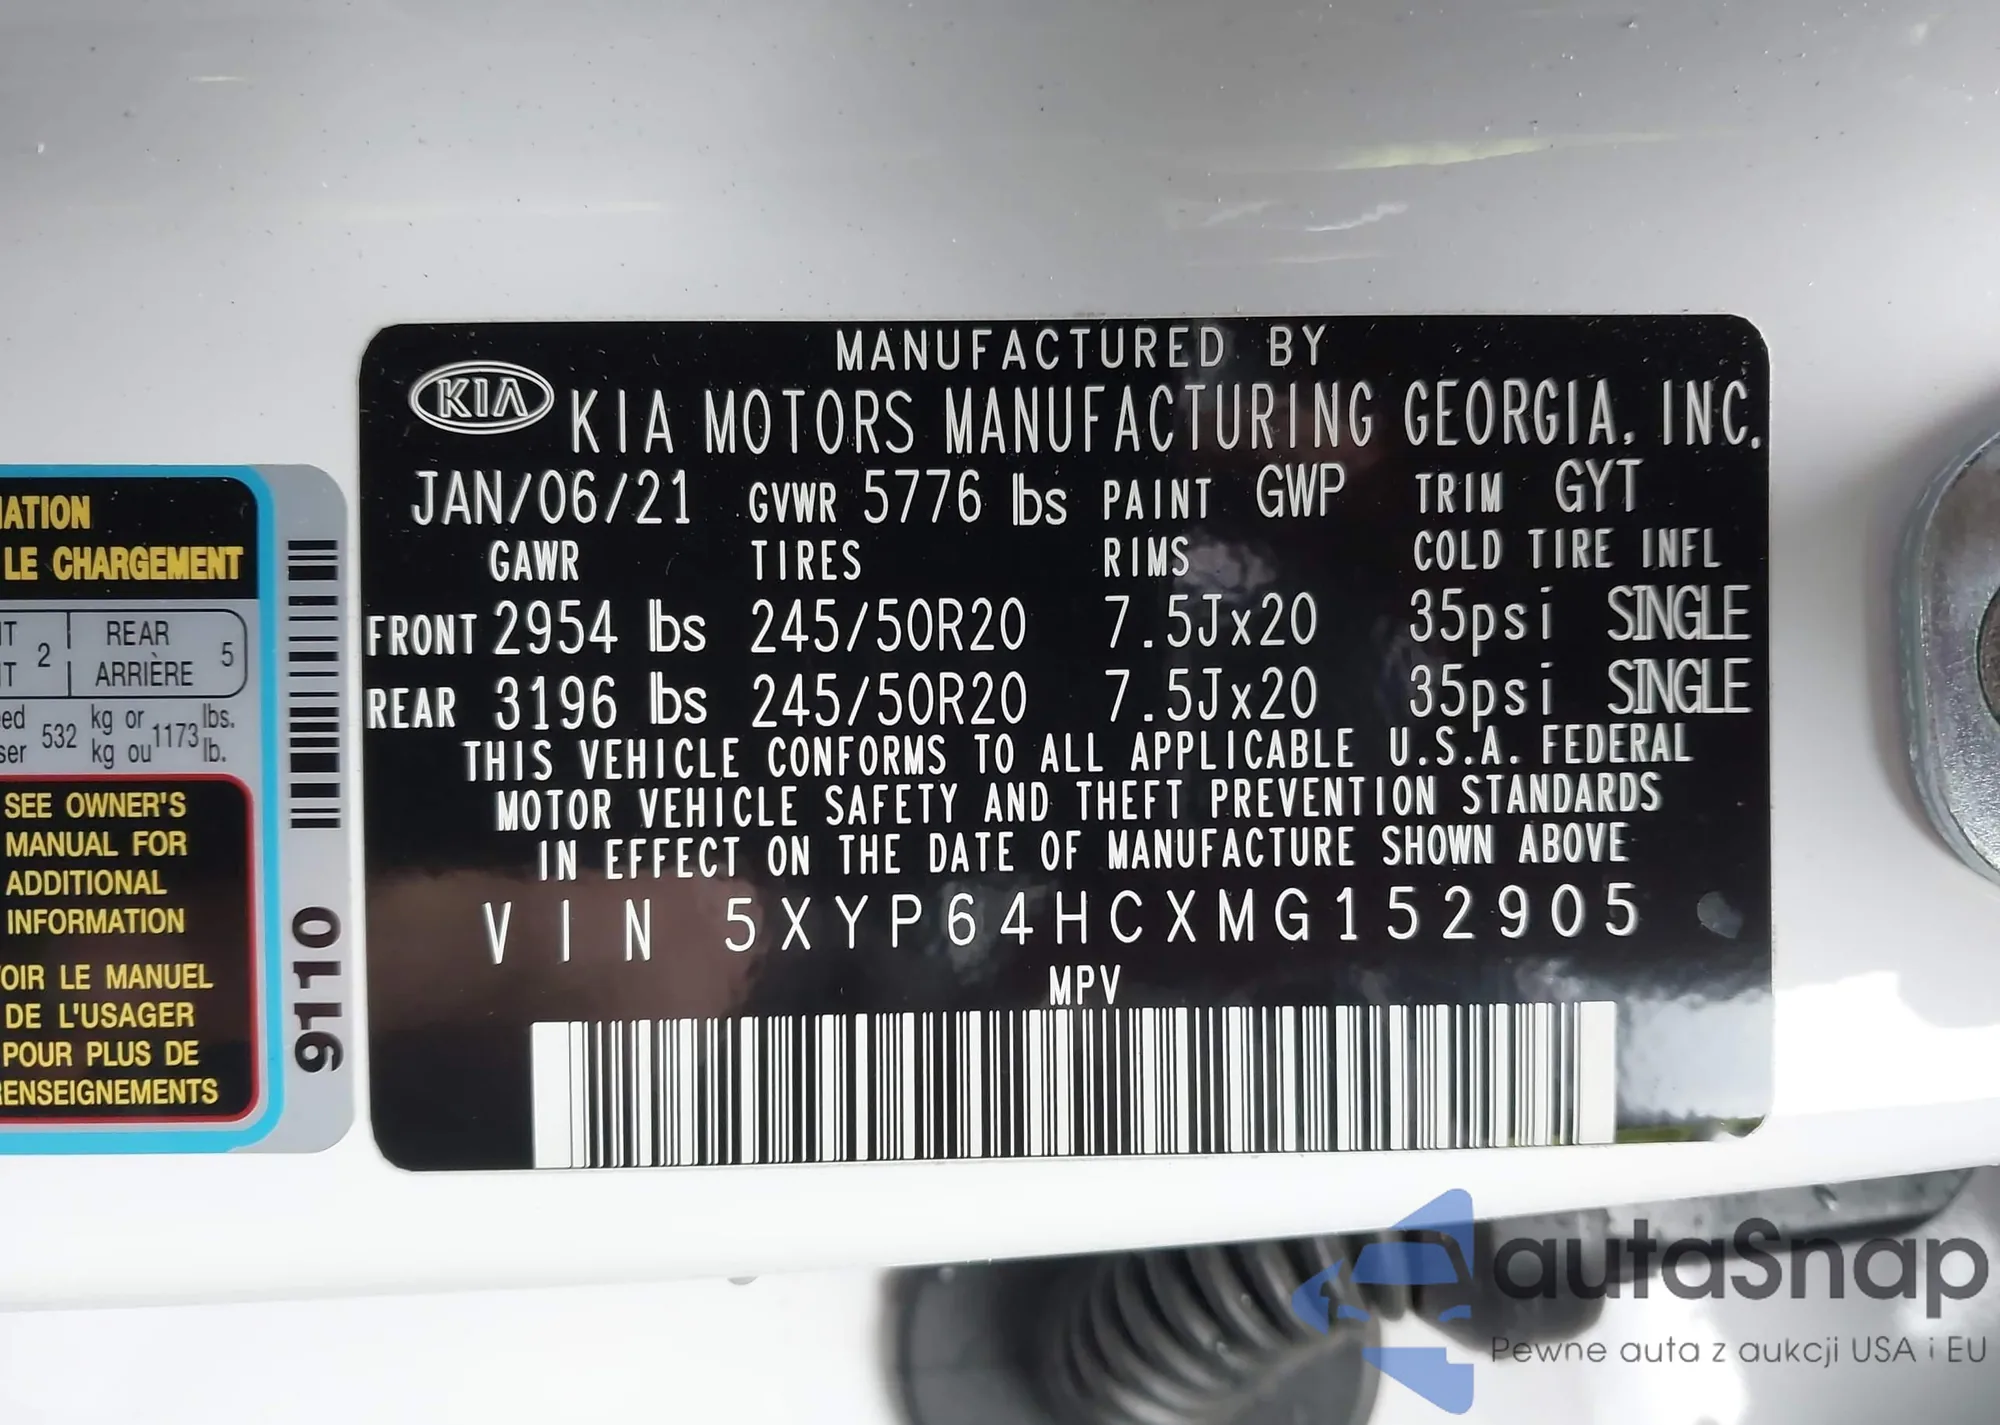 MANUFACTURED BY
KIA KIA MOTORS MANUFACTURING GEORGIA, INC.
JAN/06/21 GVWR 5776 lbs PAINT GWP TRIM GYT
GAWR TIRES RIMS COLD TIRE INFL
FRONT 2954 lbs 245/50R20 7.5Jx20 35psi SINGLE
REAR 3196 lbs 245/50R20 7.5Jx20 35psi SINGLE
THIS VEHICLE CONFORMS TO ALL APPLICABLE U.S.A. FEDERAL
MOTOR VEHICLE SAFETY AND THEFT PREVENTION STANDARDS
IN EFFECT ON THE DATE OF MANUFACTURE SHOWN ABOVE
VIN 5XYP64HCXMG152905
MPV
LE CHARGEMENT
2 REAR 5
ARRIÈRE
532 kg or 1173 lbs.
kg ou lb.
SEE OWNER'S
MANUAL FOR
ADDITIONAL
INFORMATION
LE MANUEL
DE L'USAGER
POUR PLUS DE
RENSEIGNEMENTS
9110
autaSnap
Pewne auta z aukcji USA i EU